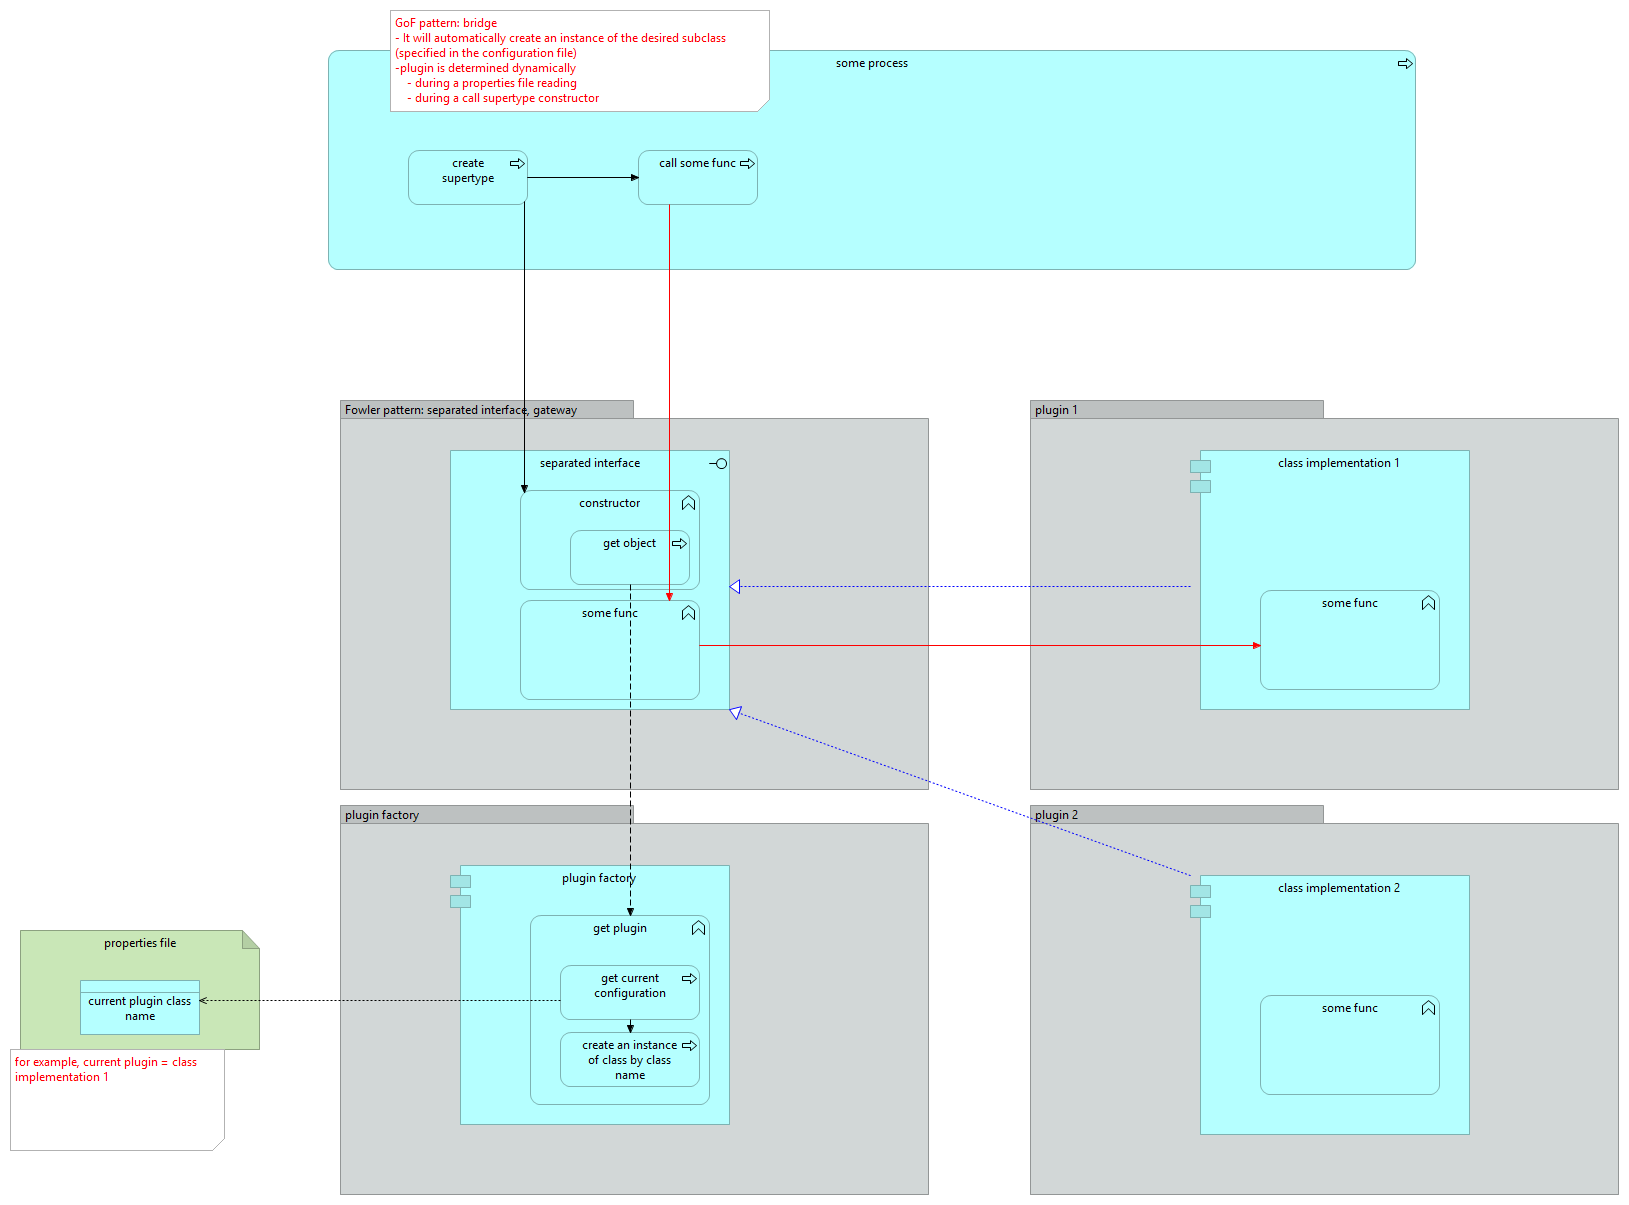 GoF pattern: bridge
- It will automatically create an instance of the desired subclass
(specified in the configuration file)
-plugin is determined dynamically
- during a properties file reading
- during a call supertype constructor
some process
create
supertype
call some func
Fowler pattern: separated interface, gateway
separated interface
constructor
get object
some func
plugin 1
class implementation 1
some func
plugin factory
plugin factory
get plugin
get current
configuration
create an instance
of class by class
name
plugin 2
class implementation 2
some func
properties file
current plugin class
name
for example, current plugin = class
implementation 1